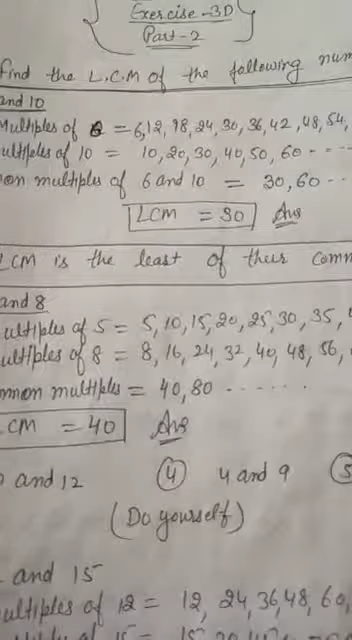 Exercise-3D
Part-2
Find the L.C.M of the following num
and 10
Multiples of 6 = 6,12, 18, 24, 30, 36, 42, 48, 54,
ultiples of 10 = 10, 20, 30, 40, 50, 60 - - - -
mon multiples of 6 and 10 = 30, 60 - -
LCM = 30 Ans
LCM is the least of their comm
and 8
ultiples of 5 = 5, 10, 15, 20, 25, 30, 35,
ultiples of 8 = 8, 16, 24, 32, 40, 48, 56,
mmon multiples = 40, 80 - - - - - -
CM = 40 Ans
and 12 (4) 4 and 9 (5
(Do yourself)
and 15
ultiples of 12 = 12, 24, 36, 48, 60,